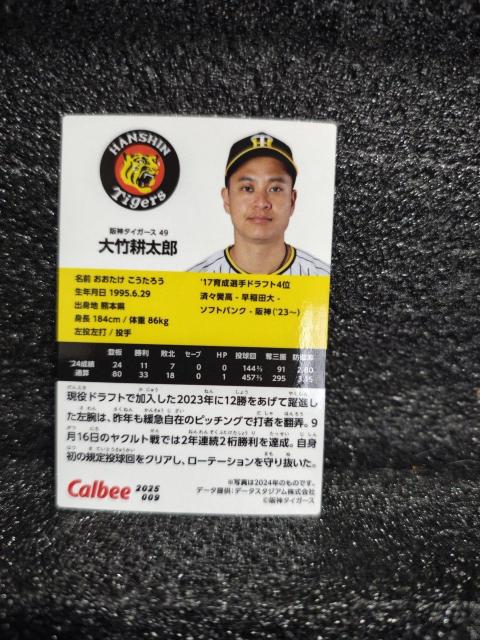 HANSHIN
Tigers
阪神タイガース 49
大竹耕太郎
名前 おおたけ こうたろう
生年月日 1995.6.29
出身地 熊本県
身長 184cm / 体重 86kg
左投左打 / 投手
'17育成選手ドラフト4位
済々黌高 - 早稲田大 -
ソフトバンク - 阪神('23~)
登板 勝利 敗北 セーブ HP 投球回 奪三振 防御率
'24成績 24 11 7 0 0 144⅔ 91 2.80
通算 80 33 18 0 1 457⅔ 295 3.15
現役ドラフトで加入した2023年に12勝をあげて躍進し
た左腕は、昨年も緩急自在のピッチングで打者を翻弄。9
月16日のヤクルト戦では2年連続2桁勝利を達成。自身
初の規定投球回をクリアし、ローテーションを守り抜いた。
※写真は2024年のものです。
データ提供:データスタジアム株式会社
©阪神タイガース
Calbee 2025
009